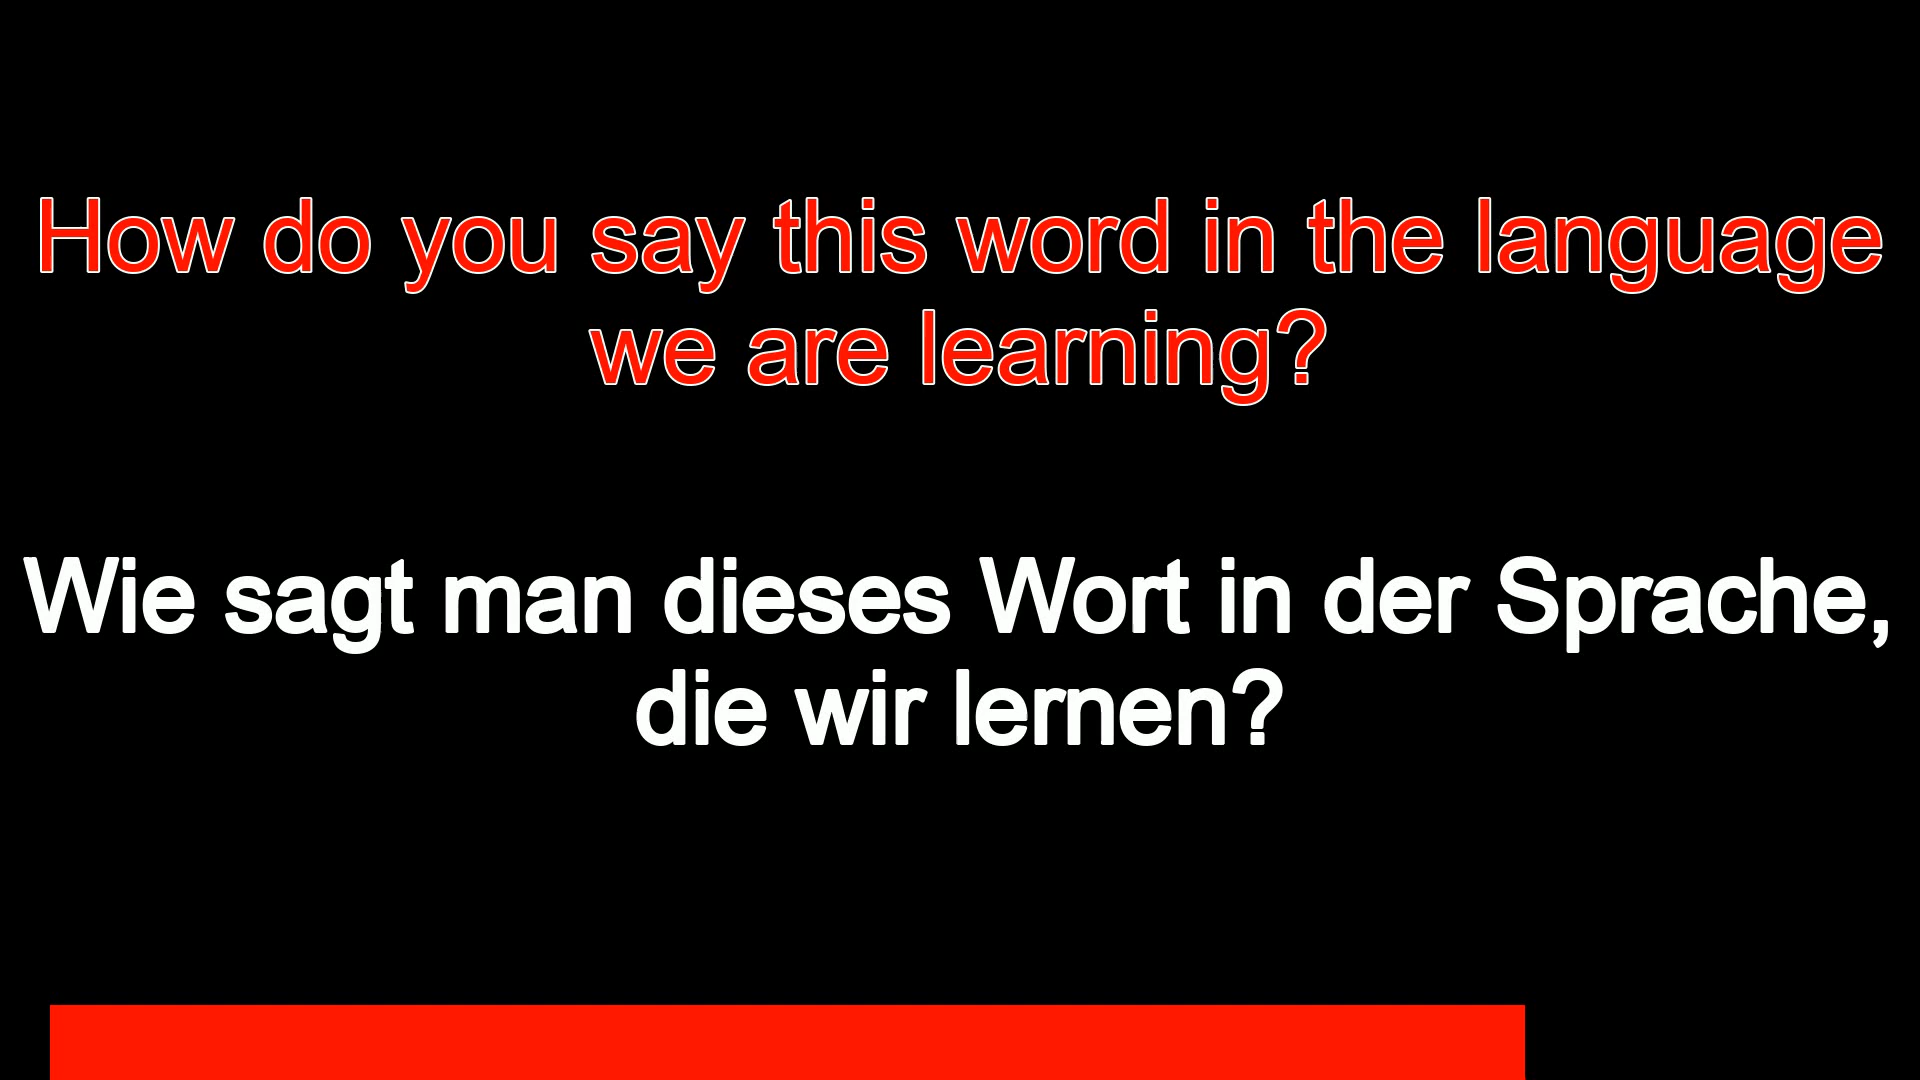 How do you say this word in the language
we are learning?
Wie sagt man dieses Wort in der Sprache,
die wir lernen?